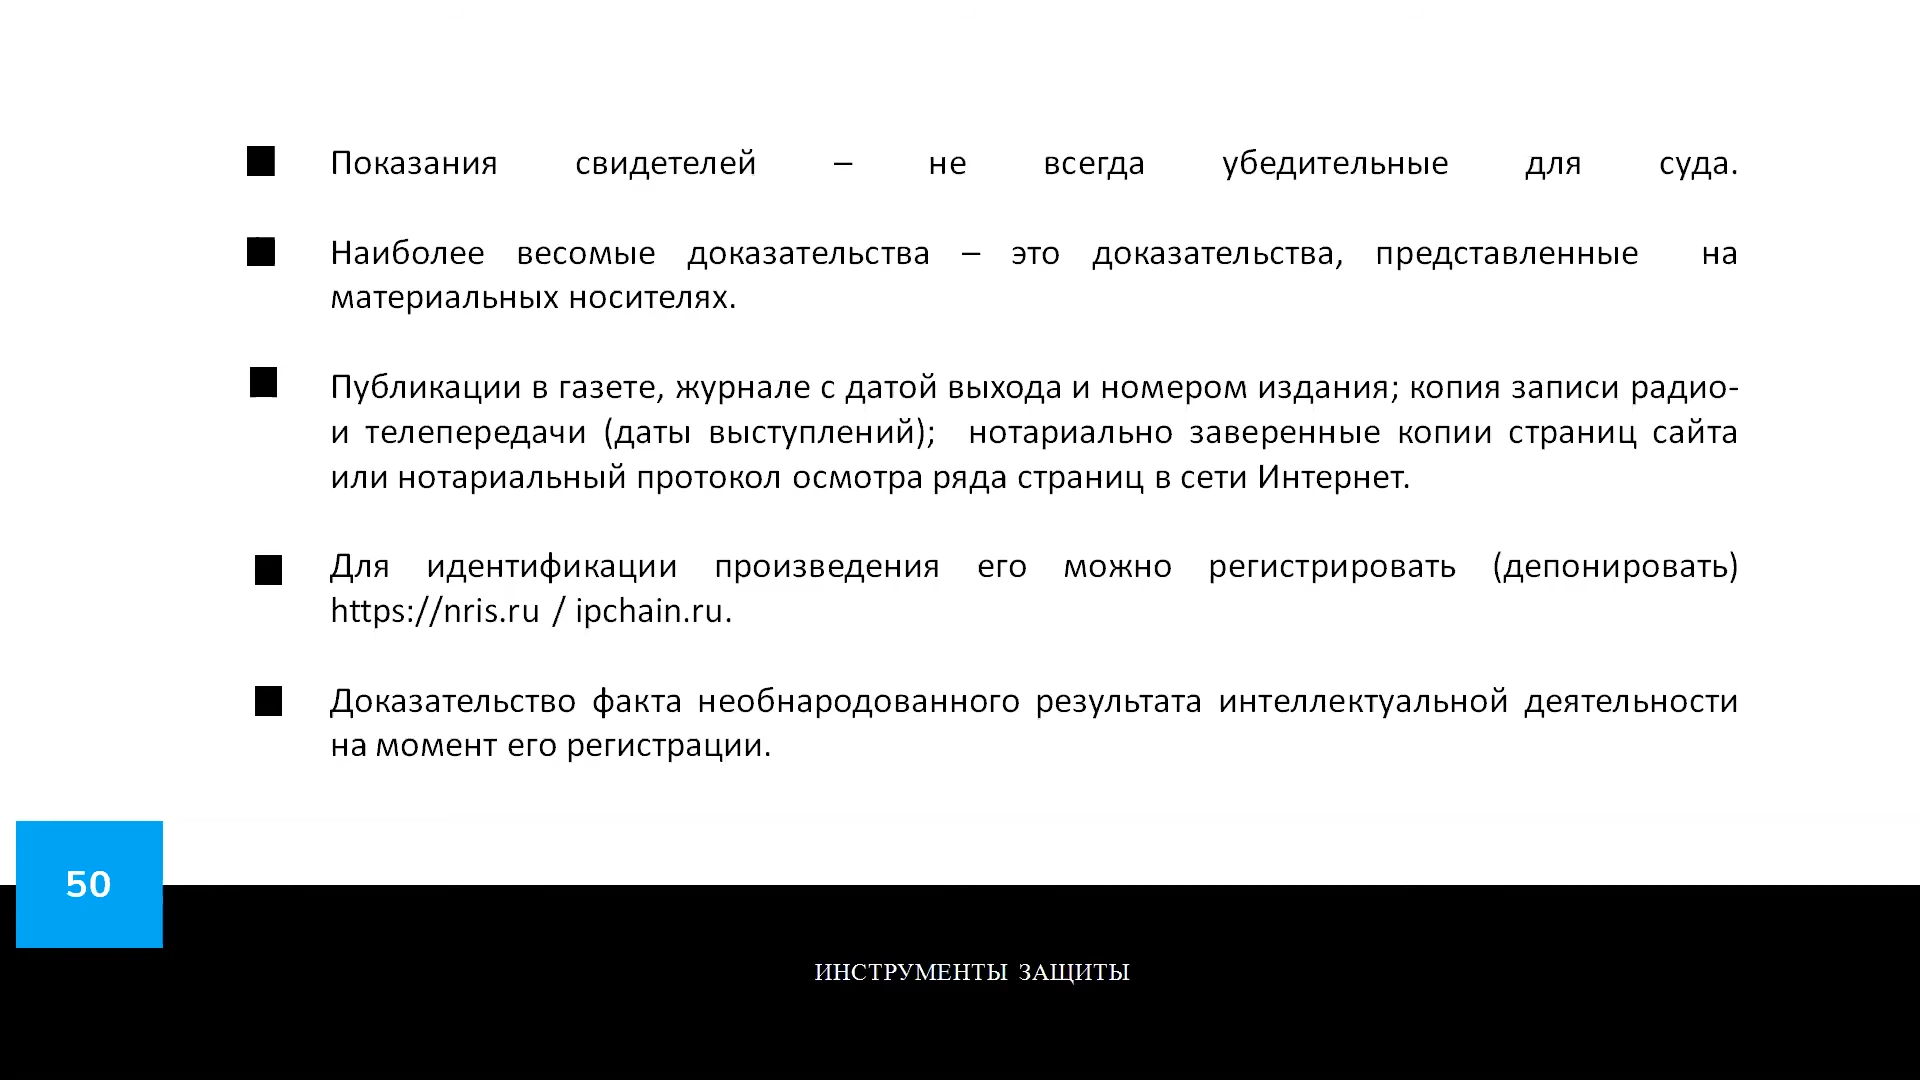 Показания свидетелей – не всегда убедительные для суда.
Наиболее весомые доказательства – это доказательства, представленные на
материальных носителях.
Публикации в газете, журнале с датой выхода и номером издания; копия записи радио-
и телепередачи (даты выступлений); нотариально заверенные копии страниц сайта
или нотариальный протокол осмотра ряда страниц в сети Интернет.
Для идентификации произведения его можно регистрировать (депонировать)
https://nris.ru / ipchain.ru.
Доказательство факта необнародованного результата интеллектуальной деятельности
на момент его регистрации.
50
ИНСТРУМЕНТЫ ЗАЩИТЫ